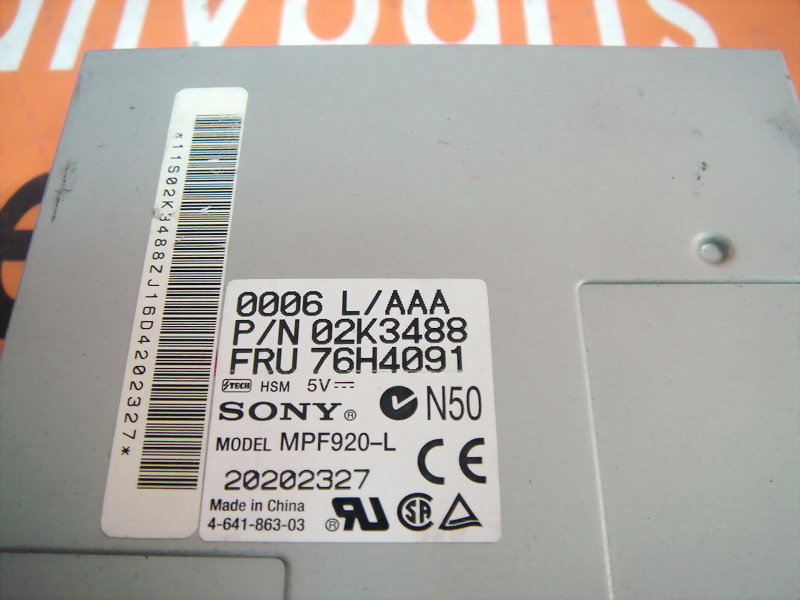 *11S02K3488ZJ16D4202327*
0006 L/AAA
P/N 02K3488
FRU 76H4091
TECH HSM 5V
SONY®
N50
MODEL MPF920-L
CE
20202327
Made in China
4-641-863-03